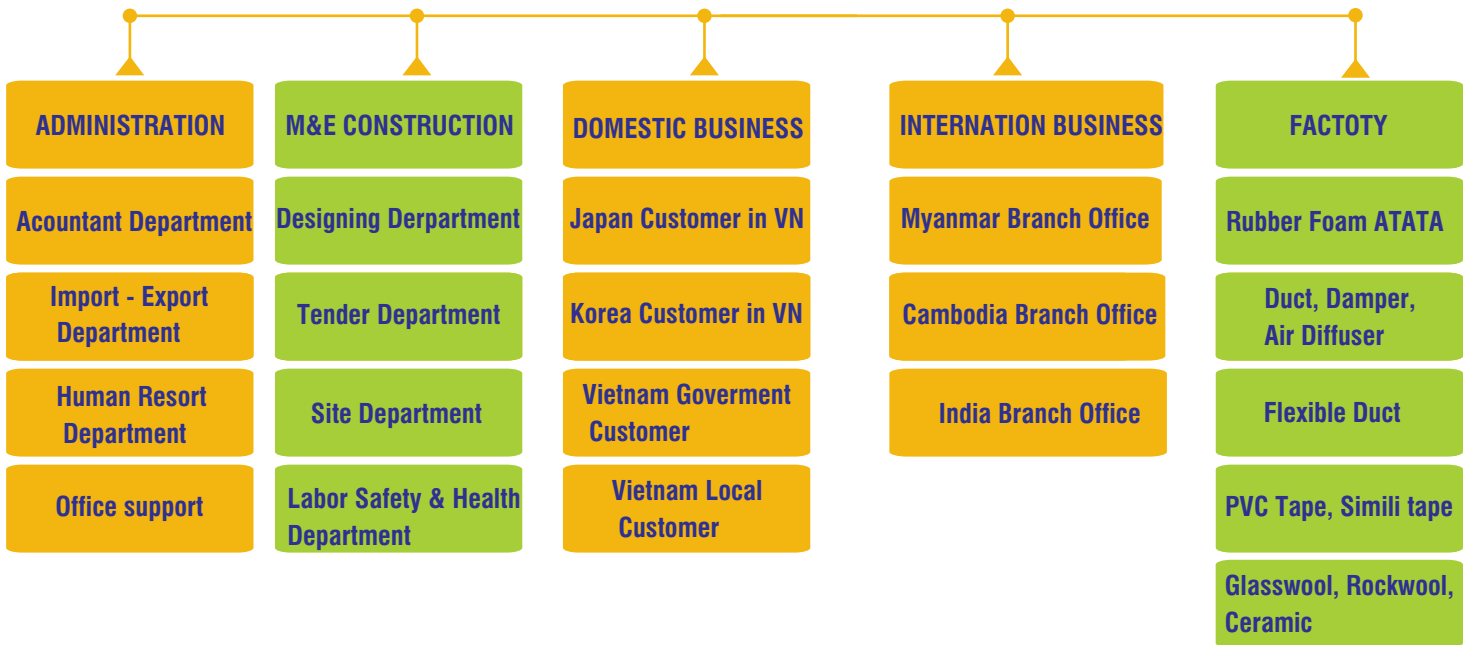 ADMINISTRATION
Acountant Department
Import - Export
Department
Human Resort
Department
Office support
M&E CONSTRUCTION
Designing Derpartment
Tender Department
Site Department
Labor Safety & Health
Department
DOMESTIC BUSINESS
Japan Customer in VN
Korea Customer in VN
Vietnam Goverment
Customer
Vietnam Local
Customer
INTERNATION BUSINESS
Myanmar Branch Office
Cambodia Branch Office
India Branch Office
FACTOTY
Rubber Foam ATATA
Duct, Damper,
Air Diffuser
Flexible Duct
PVC Tape, Simili tape
Glasswool, Rockwool,
Ceramic